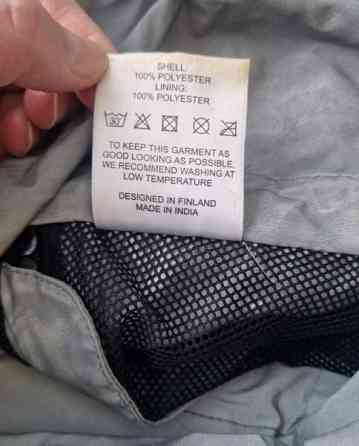 SHELL:
100% POLYESTER
LINING:
100% POLYESTER
30
TO KEEP THIS GARMENT AS
GOOD LOOKING AS POSSIBLE,
WE RECOMMEND WASHING AT
LOW TEMPERATURE
DESIGNED IN FINLAND
MADE IN INDIA